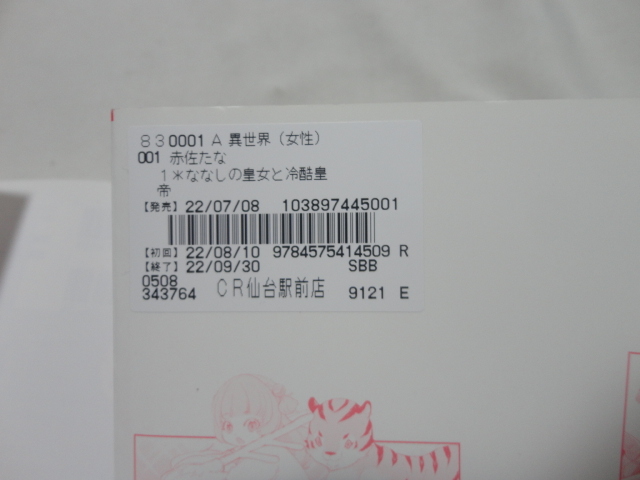 830001 A 異世界（女性）
001 赤佐たな
1＊ななしの皇女と冷酷皇
帝
【発売】22/07/08 103897445001
【初回】22/08/10 9784575414509 R
【終了】22/09/30 SBB
0508
343764 CR仙台駅前店 9121 E